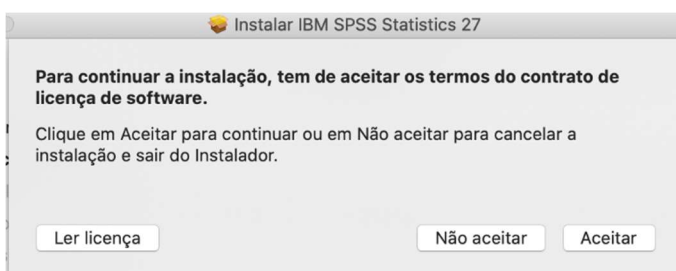 Instalar IBM SPSS Statistics 27
Para continuar a instalação, tem de aceitar os termos do contrato de
licença de software.
Clique em Aceitar para continuar ou em Não aceitar para cancelar a
instalação e sair do Instalador.
Ler licença
Não aceitar
Aceitar